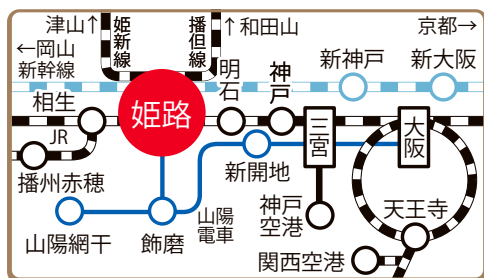 津山↑
姫新線
播但線
↑和田山
京都→
←岡山
新幹線
新神戸
新大阪
明石
神戸
相生
姫路
三宮
大阪
JR
播州赤穂
新開地
山陽網干
飾磨
山陽
電車
神戸
空港
天王寺
関西空港